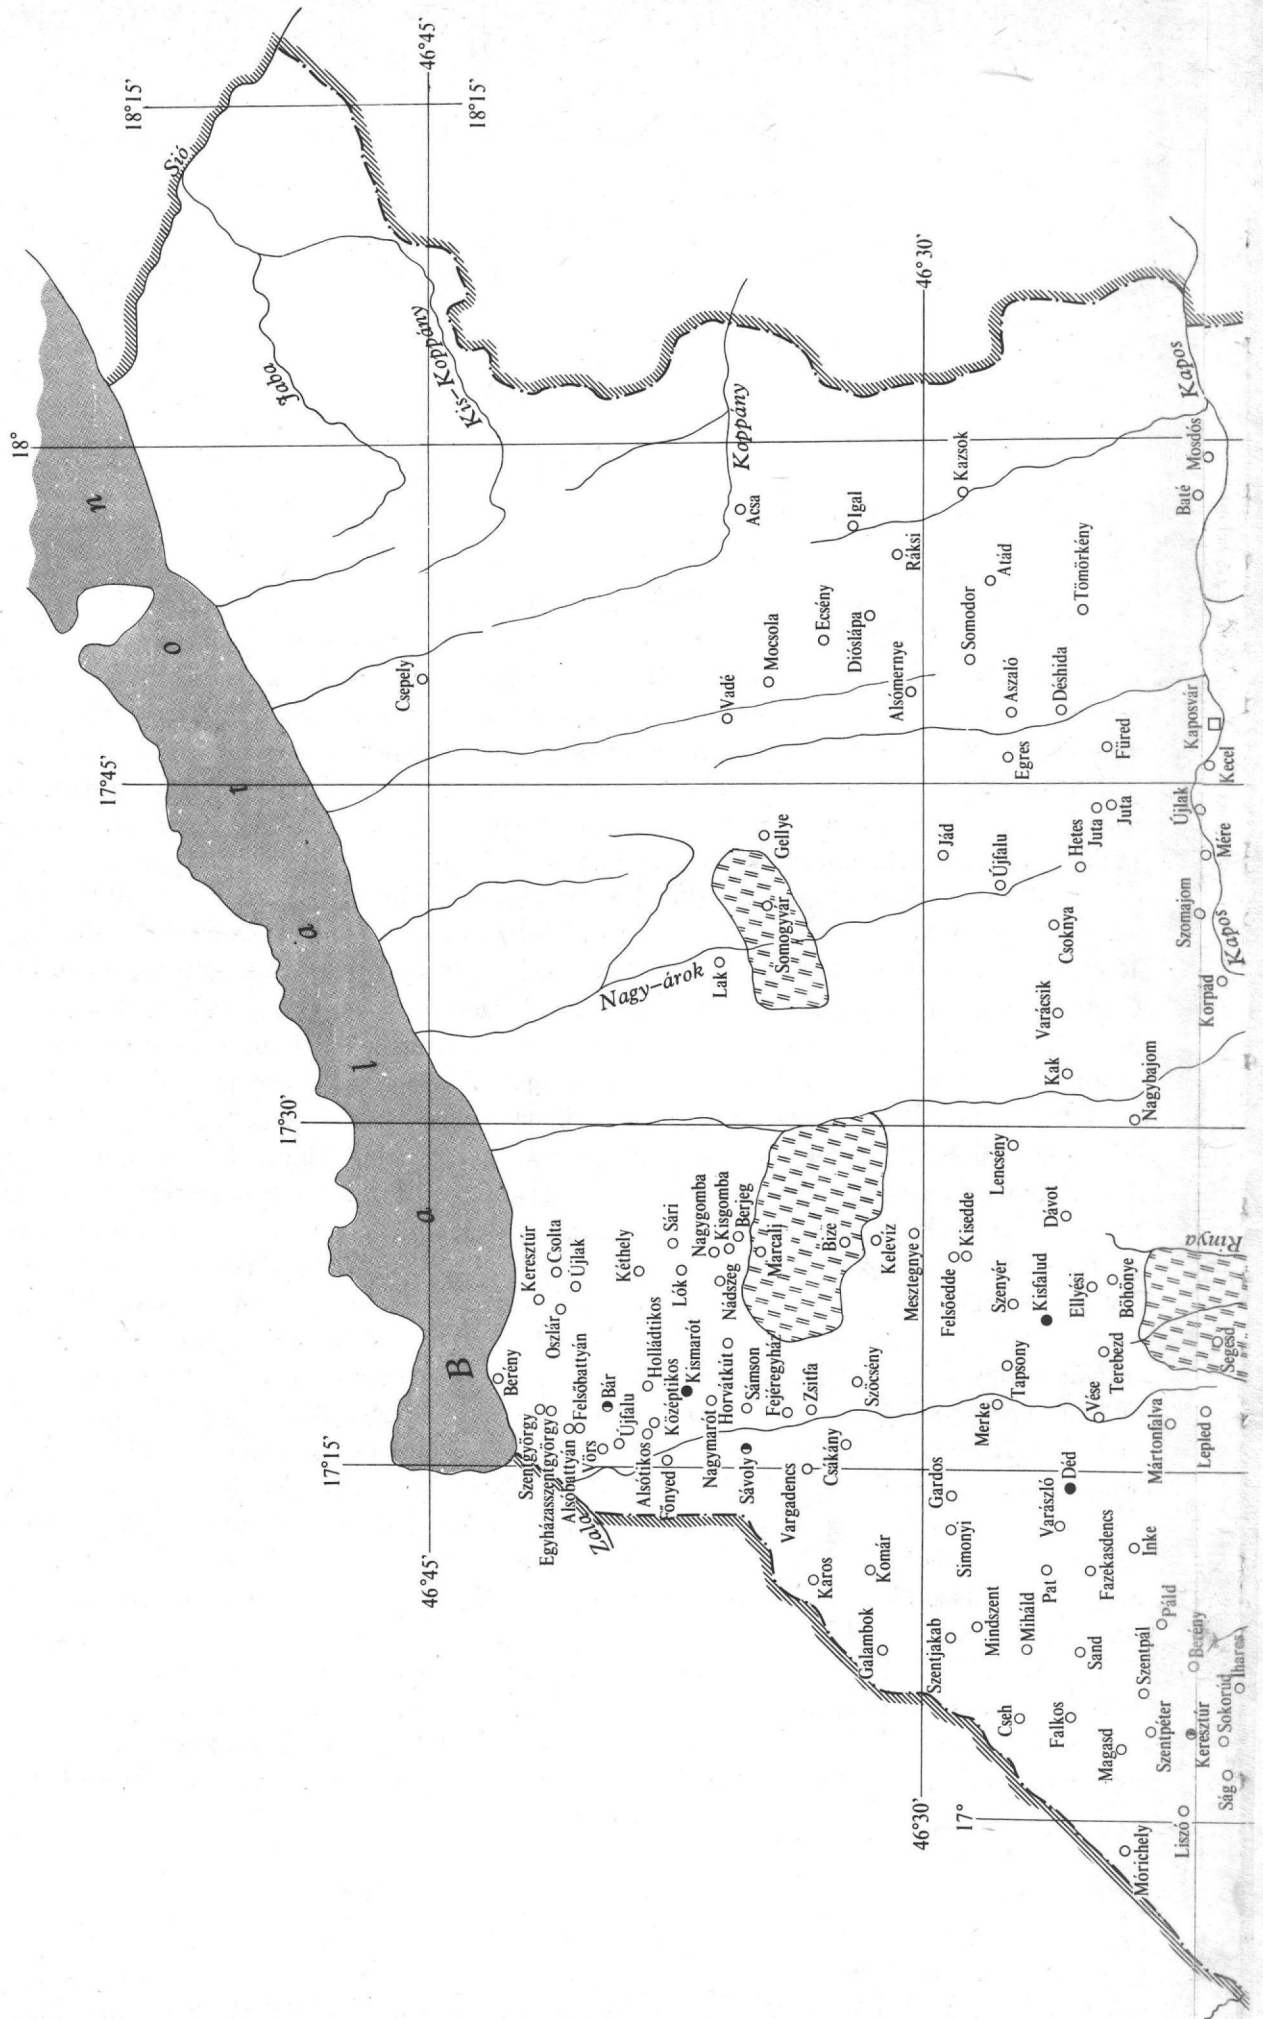 18°15'
46°45'
18°15'
Sió
Jaba
Kis-Koppány
18°
Koppány
46°30'
Kapos
Mosdós
Baté
Kazsok
Igal
Acsa
Ráksi
Atád
Tömörkény
Somodor
Ecsény
Dióslápa
Mocsola
Alsómernye
Vadé
Csepely
Aszaló
Déshida
Kaposvár
Füred
Egres
Kecel
17°45'
Újlak
Juta
Juta
Hetes
Mére
Jád
Újfalu
Gellye
Somogyvár
Szomajom
Kapos
Csoknya
Lak
Nagy-árok
Korpád
Varácsik
Kak
Nagybajom
17°30'
B a l a t o n
Lencsény
Dávot
Kisedde
Felsőedde
Rinya
Mesztegnye
Keleviz
Bize
Marcali
Berjeg
Kisgomba
Nagygomba
Sári
Nádszeg
Lók
Kéthely
Újlak
Csolta
Keresztúr
Oszlár
Szenyér
Kisfalud
Ellyési
Böhönye
Segesd
Terebezd
Tapsony
Vése
Merke
Szőcsény
Zsitfa
Fejéregyház
Sámson
Horvátkút
Nagymarót
Kismarót
Holládtikos
Középtikos
Alsótikos
Főnyed
Újfalu
Vörs
Bár
Felsőbattyán
Alsóbattyán
Berény
Szentgyörgy
Egyházasszentgyörgy
Zala
17°15'
46°45'
Sávoly
Vargadencs
Csákány
Mártonfalva
Lepled
Gardos
Simonyi
Varászló
Déd
Inke
Fazekasdencs
Pat
Komár
Karos
Galambok
Szentjakab
Mindszent
Miháld
Sand
Páld
Szentpál
Berény
Iharos
Sokorúd
Keresztúr
Szentpéter
Magasd
Falkos
Cseh
Ság
Liszó
Mórichely
46°30'
17°